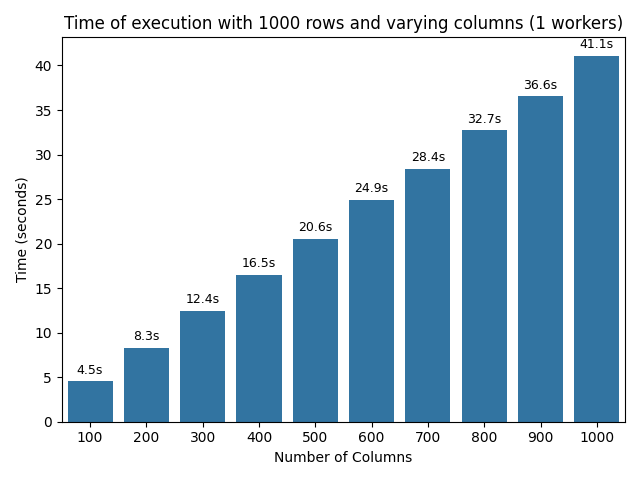 Time of execution with 1000 rows and varying columns (1 workers)
41.1s
40
36.6s
35
32.7s
30
28.4s
25
24.9s
20
20.6s
16.5s
15
12.4s
10
8.3s
5
4.5s
0
Time (seconds)
100 200 300 400 500 600 700 800 900 1000
Number of Columns